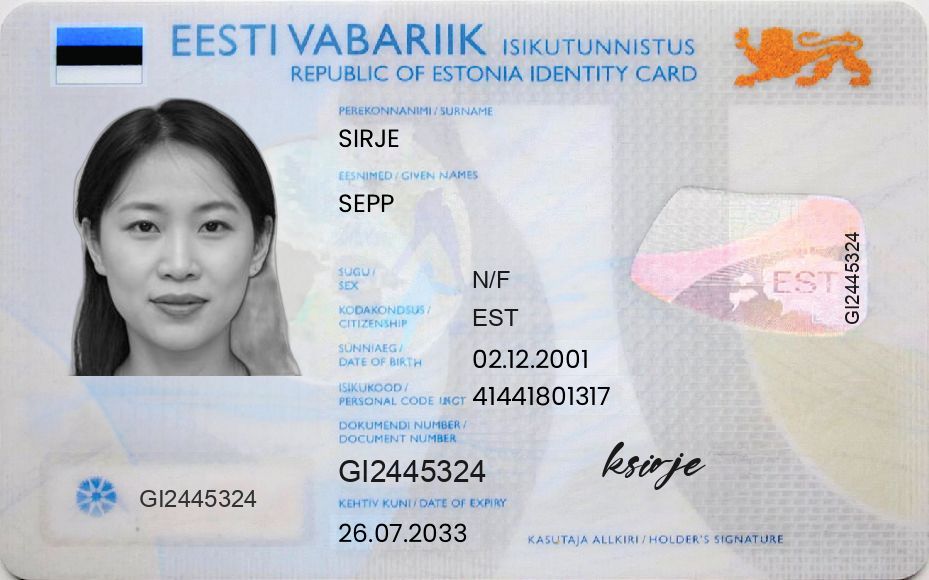 EESTI VABARIIK ISIKUTUNNISTUS
REPUBLIC OF ESTONIA IDENTITY CARD
PEREKONNANIMI / SURNAME
SIRJE
EESNIMED / GIVEN NAMES
SEPP
SUGU /
SEX
N/F
KODAKONDSUS /
CITIZENSHIP
EST
SÜNNIAEG /
DATE OF BIRTH
02.12.2001
ISIKUKOOD /
PERSONAL CODE
41441801317
DOKUMENDI NUMBER /
DOCUMENT NUMBER
GI2445324
KEHTIV KUNI / DATE OF EXPIRY
26.07.2033
GI2445324
EST
GI2445324
ksirje
KASUTAJA ALLKIRI / HOLDER'S SIGNATURE